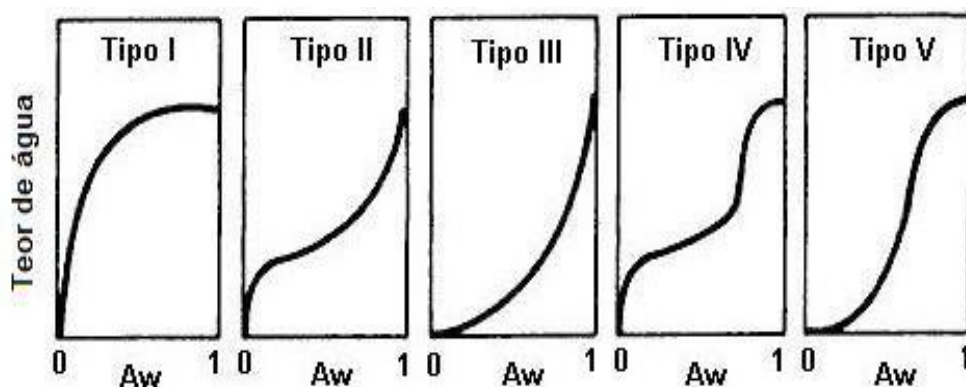 Tipo I
Tipo II
Tipo III
Tipo IV
Tipo V
Teor de água
0 Aw 1
0 Aw 1
0 Aw 1
0 Aw 1
0 Aw 1